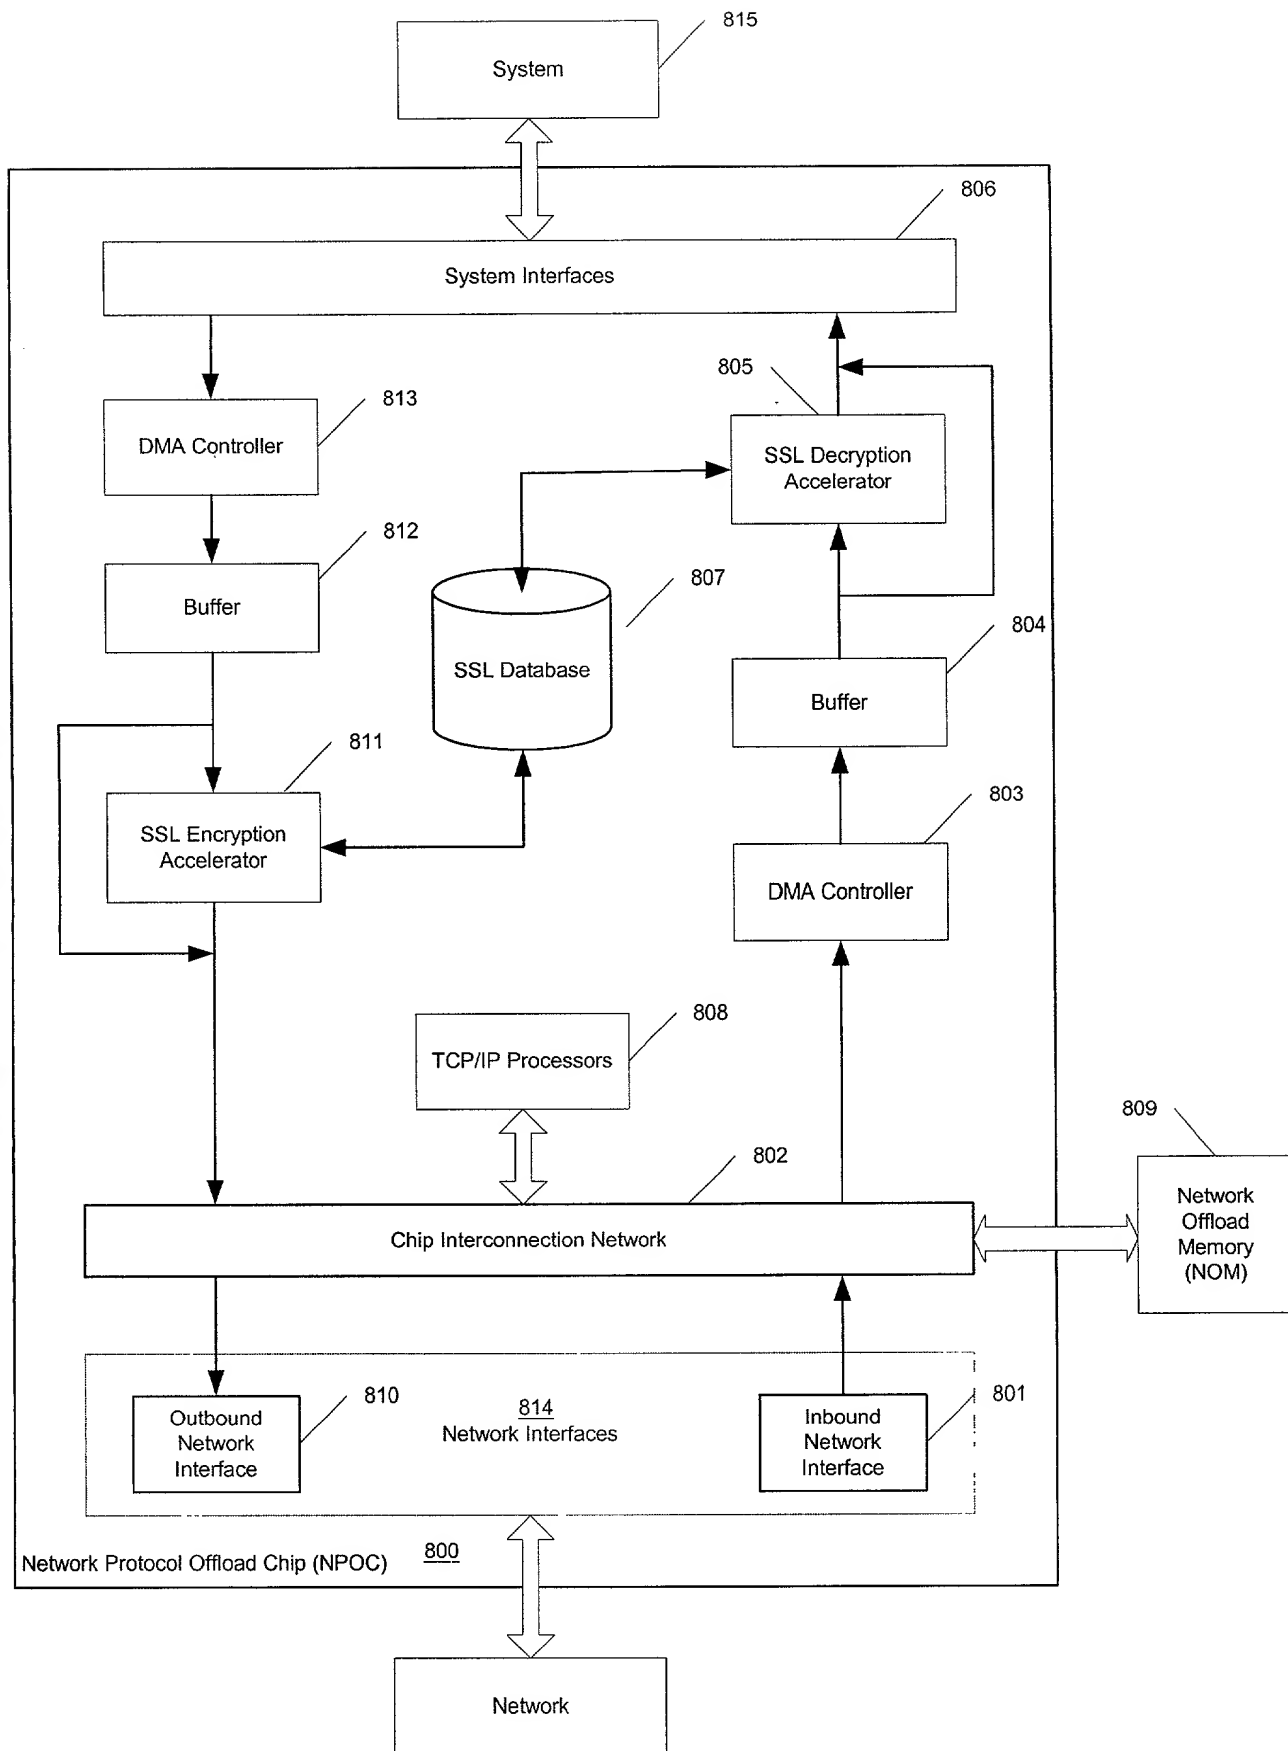 815
System
806
System Interfaces
805
813
DMA Controller
SSL Decryption
Accelerator
812
807
Buffer
804
SSL Database
Buffer
811
803
SSL Encryption
Accelerator
DMA Controller
808
TCP/IP Processors
809
802
Network
Offload
Memory
(NOM)
Chip Interconnection Network
810
814
801
Outbound
Network
Interface
Network Interfaces
Inbound
Network
Interface
Network Protocol Offload Chip (NPOC) 800
Network